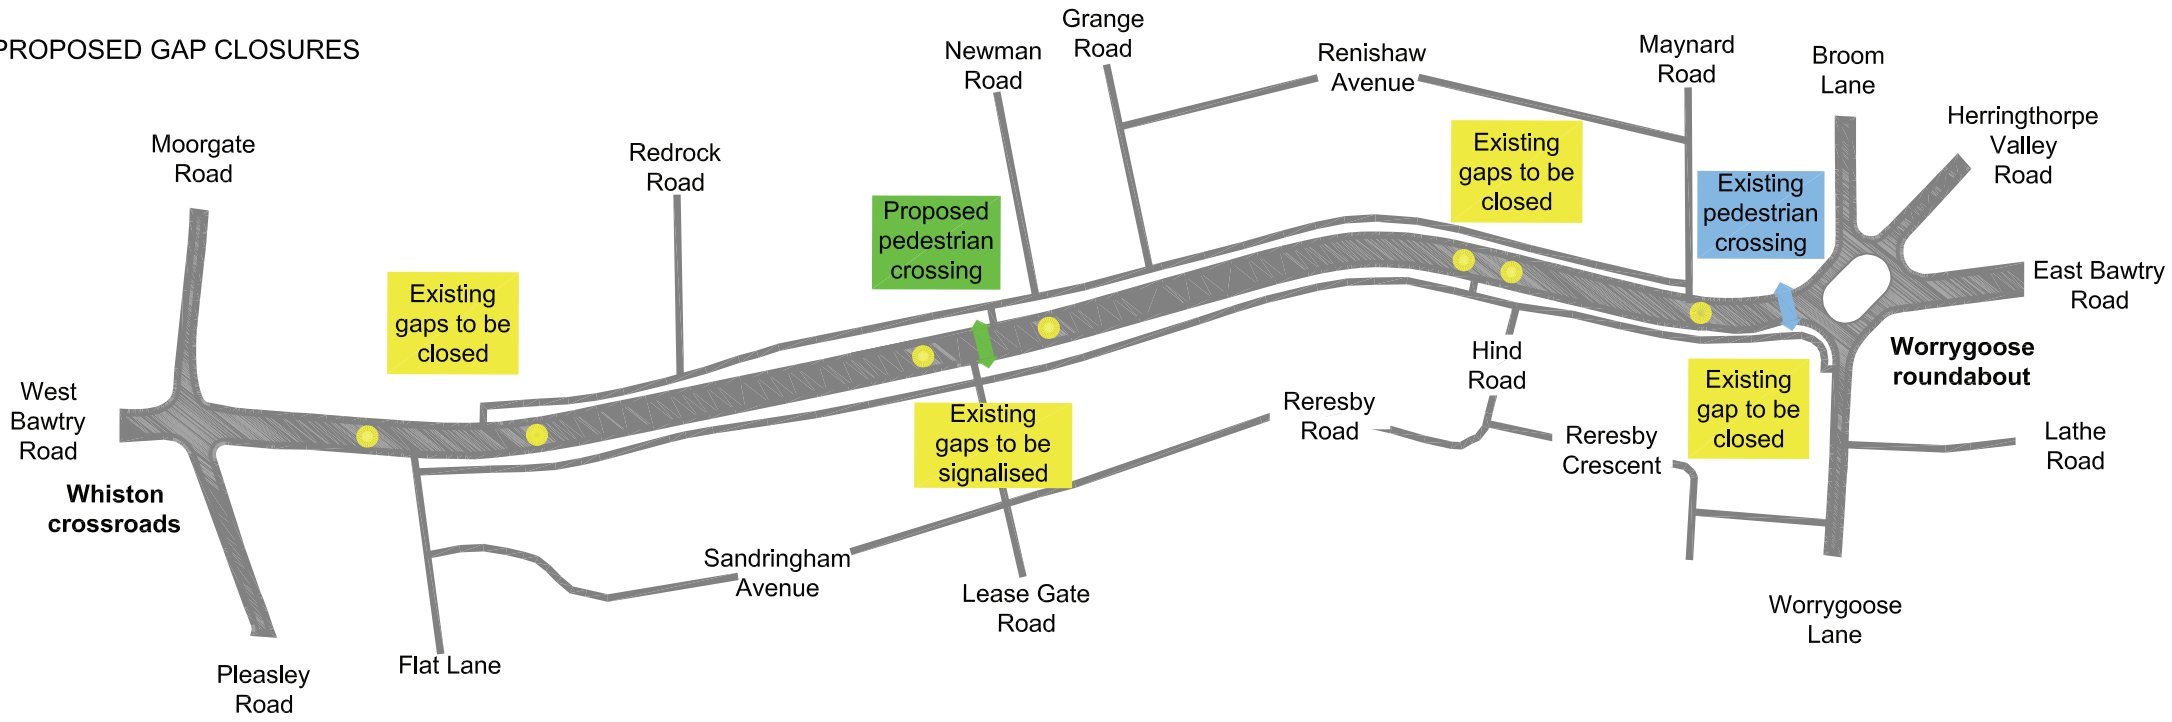 PROPOSED GAP CLOSURES
Moorgate
Road
Redrock
Road
Newman
Road
Grange
Road
Renishaw
Avenue
Maynard
Road
Broom
Lane
Herringthorpe
Valley
Road
Existing
gaps to be
closed
Proposed
pedestrian
crossing
Existing
gaps to be
closed
Existing
pedestrian
crossing
East Bawtry
Road
West
Bawtry
Road
Whiston
crossroads
Existing
gaps to be
signalised
Hind
Road
Reresby
Road
Reresby
Crescent
Existing
gap to be
closed
Worrygoose
roundabout
Lathe
Road
Sandringham
Avenue
Lease Gate
Road
Worrygoose
Lane
Flat Lane
Pleasley
Road